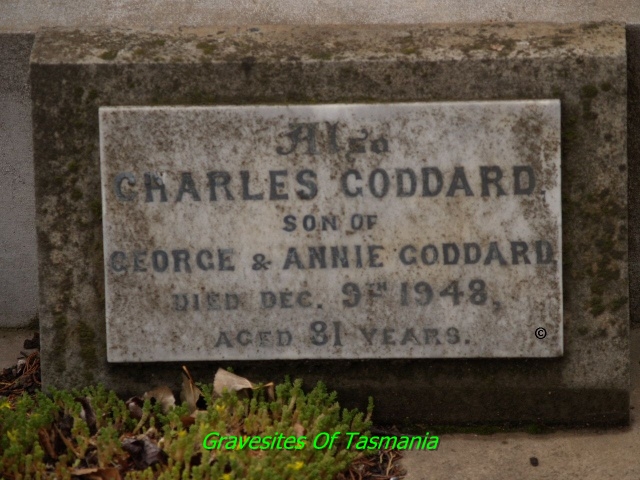 Also
CHARLES GODDARD.
SON OF
GEORGE & ANNIE GODDARD
DIED DEC. 9TH 1948.
AGED 81 YEARS.
©
Gravesites Of Tasmania